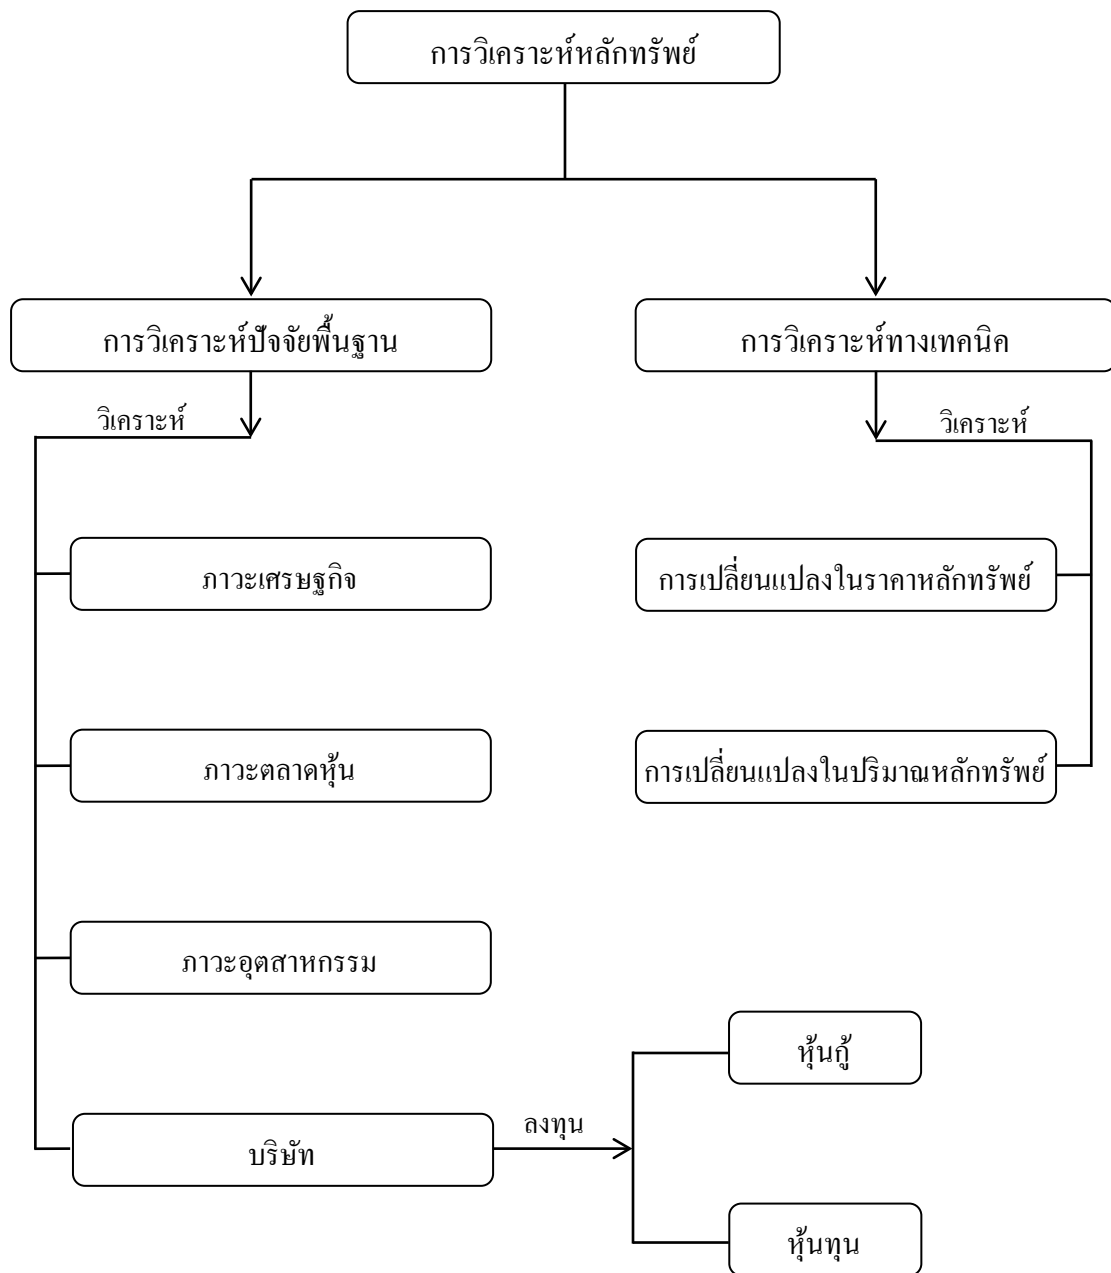 การวิเคราะห์หลักทรัพย์
การวิเคราะห์ปัจจัยพื้นฐาน
การวิเคราะห์ทางเทคนิค
วิเคราะห์
วิเคราะห์
ภาวะเศรษฐกิจ
การเปลี่ยนแปลงในราคาหลักทรัพย์
ภาวะตลาดหุ้น
การเปลี่ยนแปลงในปริมาณหลักทรัพย์
ภาวะอุตสาหกรรม
หุ้นกู้
ลงทุน
บริษัท
หุ้นทุน